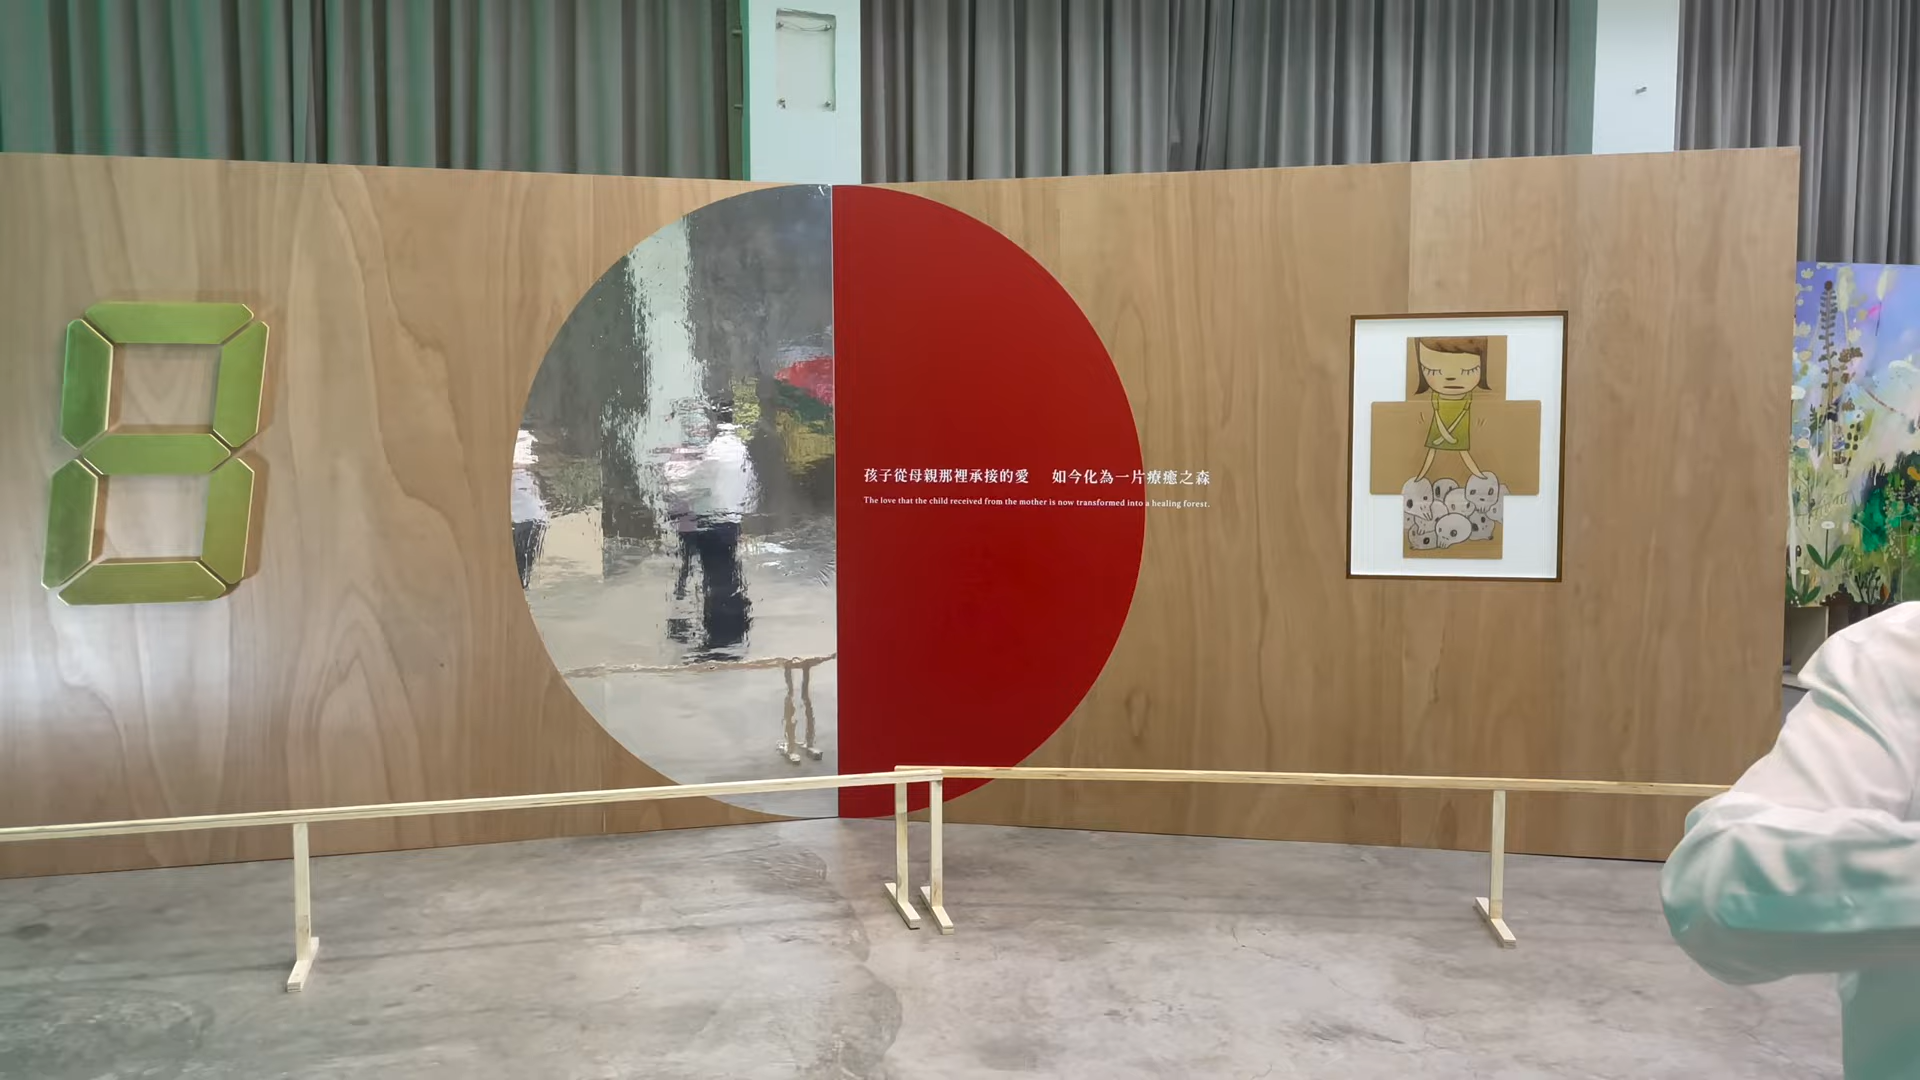 孩子從母親那裡承接的愛　如今化為一片療癒之森
The love that the child received from the mother is now transformed into a healing forest.
8